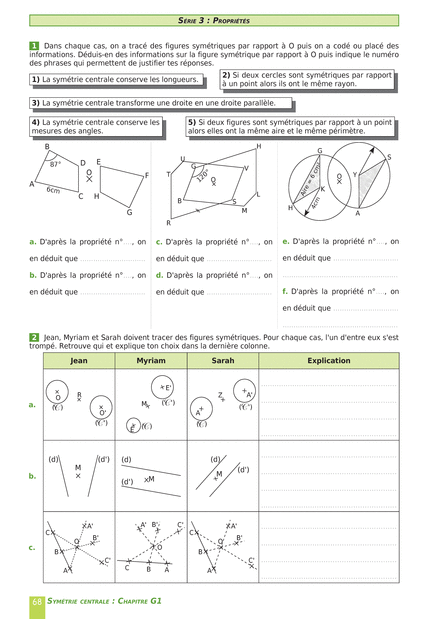 SÉRIE 3 : PROPRIÉTÉS
1 Dans chaque cas, on a tracé des figures symétriques par rapport à O puis on a codé ou placé des
informations. Déduis-en des informations sur la figure symétrique par rapport à O puis indique le numéro
des phrases qui permettent de justifier tes réponses.
1) La symétrie centrale conserve les longueurs.
2) Si deux cercles sont symétriques par rapport
à un point alors ils ont le même rayon.
3) La symétrie centrale transforme une droite en une droite parallèle.
4) La symétrie centrale conserve les
mesures des angles.
5) Si deux figures sont symétriques par rapport à un point
alors elles ont la même aire et le même périmètre.
B 87° D E O F A 6cm C H G
H U G V T 120° O B S L M R
G S Aire = 6 cm² O Y K 4cm H A
a. D'après la propriété n°...., on
en déduit que ..........................
b. D'après la propriété n°...., on
en déduit que ..........................
c. D'après la propriété n°...., on
en déduit que ..........................
d. D'après la propriété n°...., on
en déduit que ..........................
e. D'après la propriété n°...., on
en déduit que ..........................
f. D'après la propriété n°...., on
en déduit que ..........................
2 Jean, Myriam et Sarah doivent tracer des figures symétriques. Pour chaque cas, l'un d'entre eux s'est
trompé. Retrouve qui et explique ton choix dans la dernière colonne.
Jean Myriam Sarah Explication
a.
O R O' (C) (C')
E' M (C') E (C)
Z A' A (C') (C)
b.
(d) (d') M
(d) (d') M
(d) (d') M
c.
C A' O B' B C' A
A' B' C' O C B A
C A' O B' B C' A
68 SYMÉTRIE CENTRALE : CHAPITRE G1